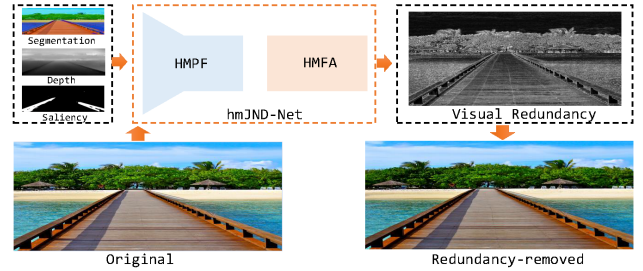 Segmentation
Depth
Saliency
HMPF
HMFA
hmJND-Net
Visual Redundancy
Original
Redundancy-removed